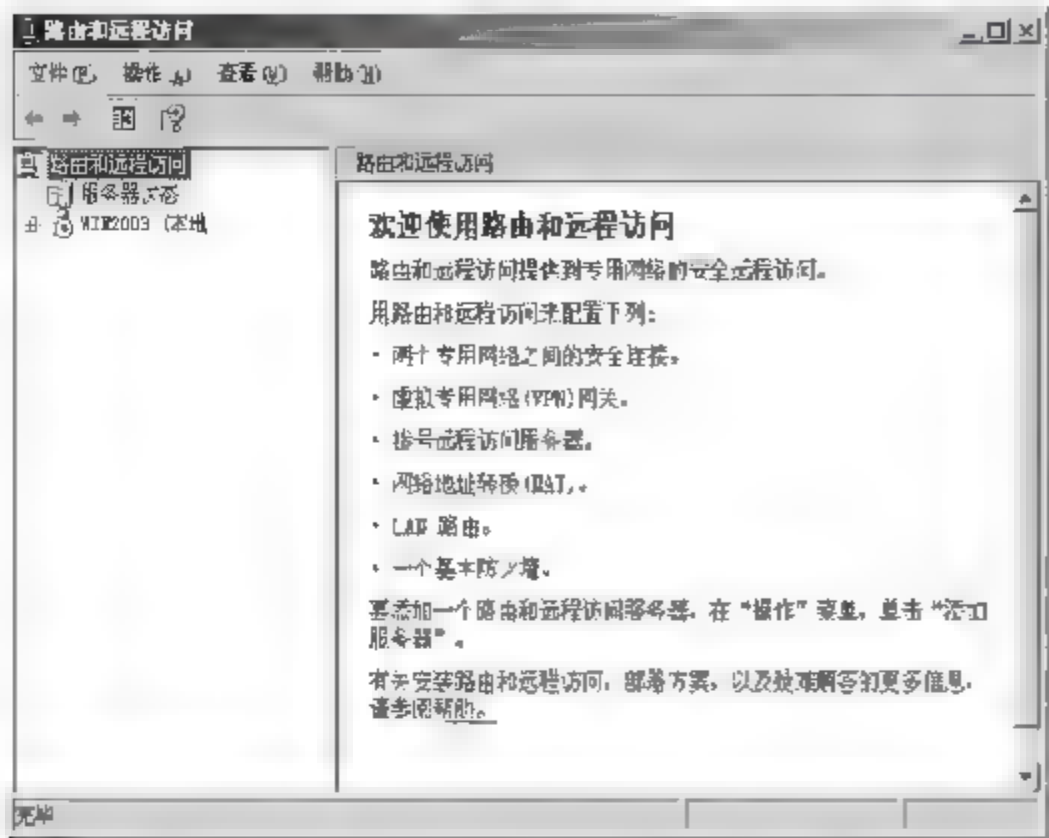 路由和远程访问
文件(F) 操作(A) 查看(V) 帮助(H)
路由和远程访问
服务器状态
WIN2003 (本地
路由和远程访问
欢迎使用路由和远程访问
路由和远程访问提供到专用网络的安全远程访问。
用路由和远程访问来配置下列:
· 两个专用网络之间的安全连接。
· 虚拟专用网络(VPN)网关。
· 拨号远程访问服务器。
· 网络地址转换(NAT)。
· LAN 路由。
· 一个基本防火墙。
要添加一个路由和远程访问服务器，在“操作”菜单，单击“添加
服务器”。
有关安装路由和远程访问，部署方案，以及疑难解答的更多信息，
请参阅帮助。
完毕